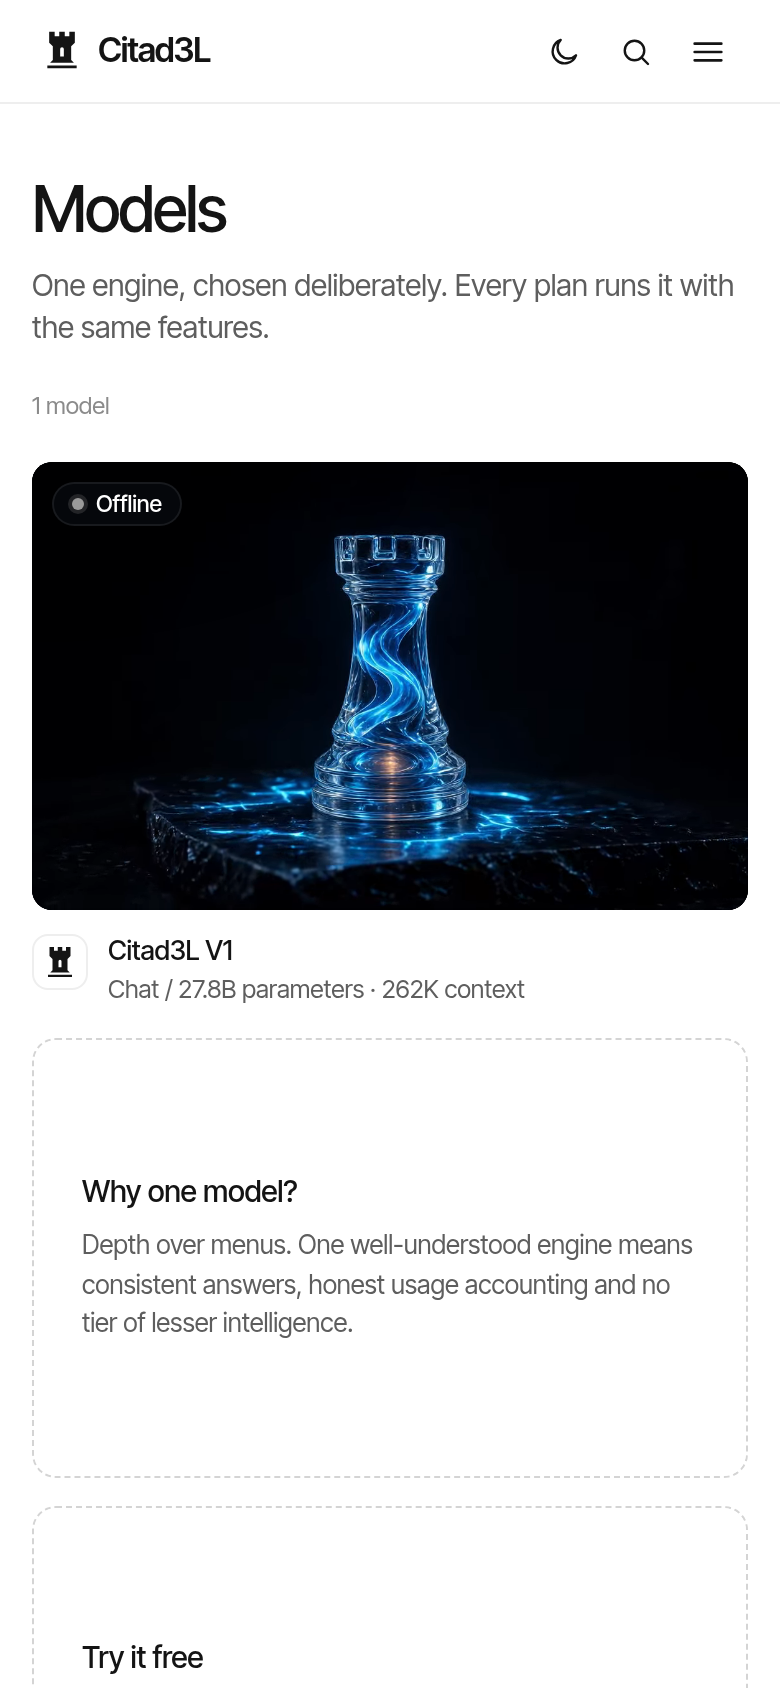 Citad3L
Models
One engine, chosen deliberately. Every plan runs it with
the same features.
1 model
Offline
Citad3L V1
Chat / 27.8B parameters · 262K context
Why one model?
Depth over menus. One well-understood engine means
consistent answers, honest usage accounting and no
tier of lesser intelligence.
Try it free